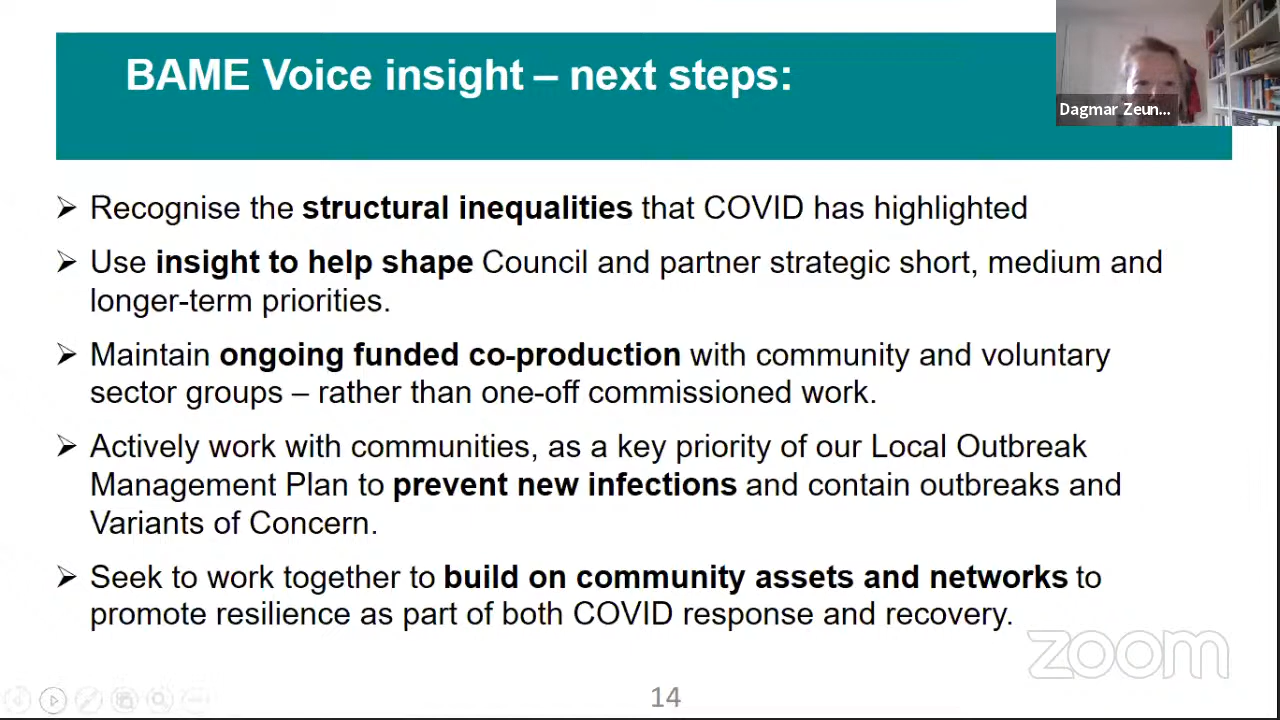 BAME Voice insight – next steps:
Dagmar Zeun...
➢ Recognise the structural inequalities that COVID has highlighted
➢ Use insight to help shape Council and partner strategic short, medium and
longer-term priorities.
➢ Maintain ongoing funded co-production with community and voluntary
sector groups – rather than one-off commissioned work.
➢ Actively work with communities, as a key priority of our Local Outbreak
Management Plan to prevent new infections and contain outbreaks and
Variants of Concern.
➢ Seek to work together to build on community assets and networks to
promote resilience as part of both COVID response and recovery.
zoom
14